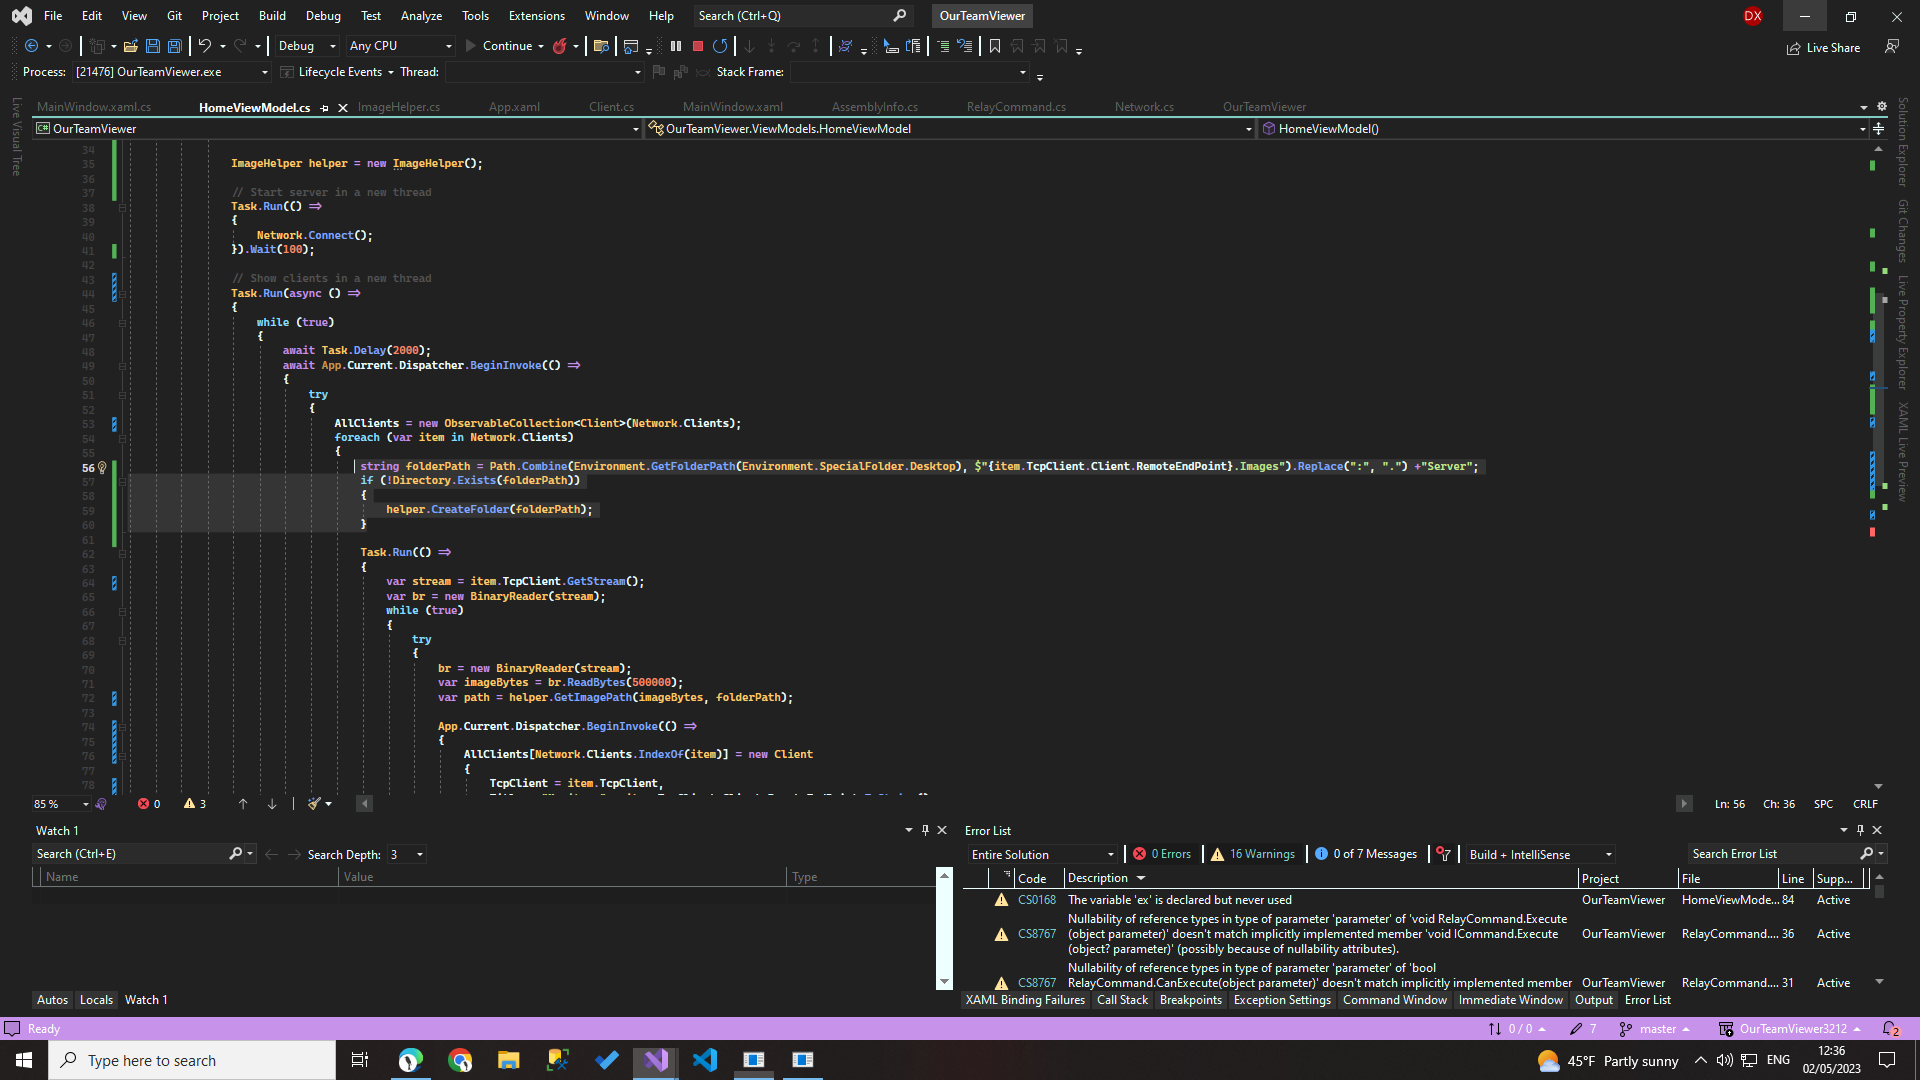 File Edit View Git Project Build Debug Test Analyze Tools Extensions Window Help Search (Ctrl+Q) OurTeamViewer DX
Debug Any CPU Continue Live Share
Process: [21476] OurTeamViewer.exe Lifecycle Events Thread: Stack Frame:
MainWindow.xaml.cs HomeViewModel.cs ImageHelper.cs App.xaml Client.cs MainWindow.xaml AssemblyInfo.cs RelayCommand.cs Network.cs OurTeamViewer
OurTeamViewer OurTeamViewer.ViewModels.HomeViewModel HomeViewModel()
Live Visual Tree
Solution Explorer
Git Changes
Live Property Explorer
XAML Live Preview
34
35 ImageHelper helper = new ImageHelper();
36
37 // Start server in a new thread
38 Task.Run(() =>
39 {
40 Network.Connect();
41 }).Wait(100);
42
43 // Show clients in a new thread
44 Task.Run(async () =>
45 {
46 while (true)
47 {
48 await Task.Delay(2000);
49 await App.Current.Dispatcher.BeginInvoke(() =>
50 {
51 try
52 {
53 AllClients = new ObservableCollection<Client>(Network.Clients);
54 foreach (var item in Network.Clients)
55 {
56 string folderPath = Path.Combine(Environment.GetFolderPath(Environment.SpecialFolder.Desktop), $"{item.TcpClient.Client.RemoteEndPoint}.Images").Replace(":", ".") +"Server";
57 if (!Directory.Exists(folderPath))
58 {
59 helper.CreateFolder(folderPath);
60 }
61
62 Task.Run(() =>
63 {
64 var stream = item.TcpClient.GetStream();
65 var br = new BinaryReader(stream);
66 while (true)
67 {
68 try
69 {
70 br = new BinaryReader(stream);
71 var imageBytes = br.ReadBytes(500000);
72 var path = helper.GetImagePath(imageBytes, folderPath);
73
74 App.Current.Dispatcher.BeginInvoke(() =>
75 {
76 AllClients[Network.Clients.IndexOf(item)] = new Client
77 {
78 TcpClient = item.TcpClient,
85 % 0 3 Ln: 56 Ch: 36 SPC CRLF
Watch 1
Search (Ctrl+E) Search Depth: 3
Name Value Type
Autos Locals Watch 1
Error List
Entire Solution 0 Errors 16 Warnings 0 of 7 Messages Build + IntelliSense Search Error List
Code Description Project File Line Supp...
CS0168 The variable 'ex' is declared but never used OurTeamViewer HomeViewMode... 84 Active
Nullability of reference types in type of parameter 'parameter' of 'void RelayCommand.Execute
CS8767 (object parameter)' doesn't match implicitly implemented member 'void ICommand.Execute OurTeamViewer RelayCommand.... 36 Active
(object? parameter)' (possibly because of nullability attributes).
Nullability of reference types in type of parameter 'parameter' of 'bool
CS8767 RelayCommand.CanExecute(object parameter)' doesn't match implicitly implemented member OurTeamViewer RelayCommand.... 31 Active
XAML Binding Failures Call Stack Breakpoints Exception Settings Command Window Immediate Window Output Error List
Ready 0 / 0 7 master OurTeamViewer3212 2
Type here to search 45°F Partly sunny ENG 12:36
02/05/2023